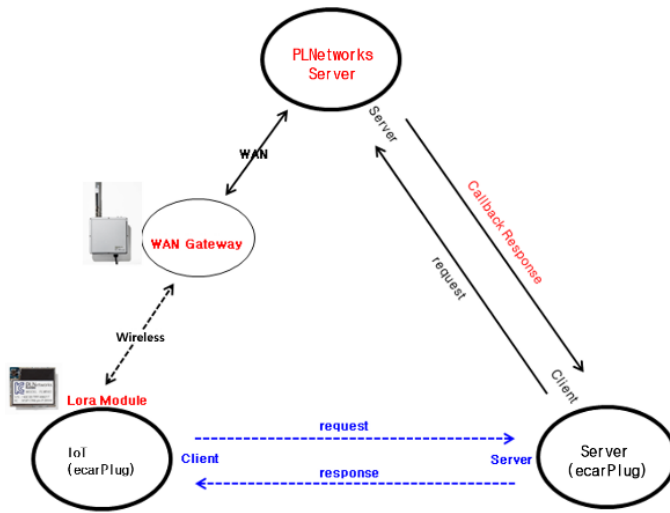 PLNetworks
Server
Server
WAN
Callback Response
WAN Gateway
request
Wireless
Client
Lora Module
request
IoT
(ecarPlug)
Client
Server
Server
(ecarPlug)
response